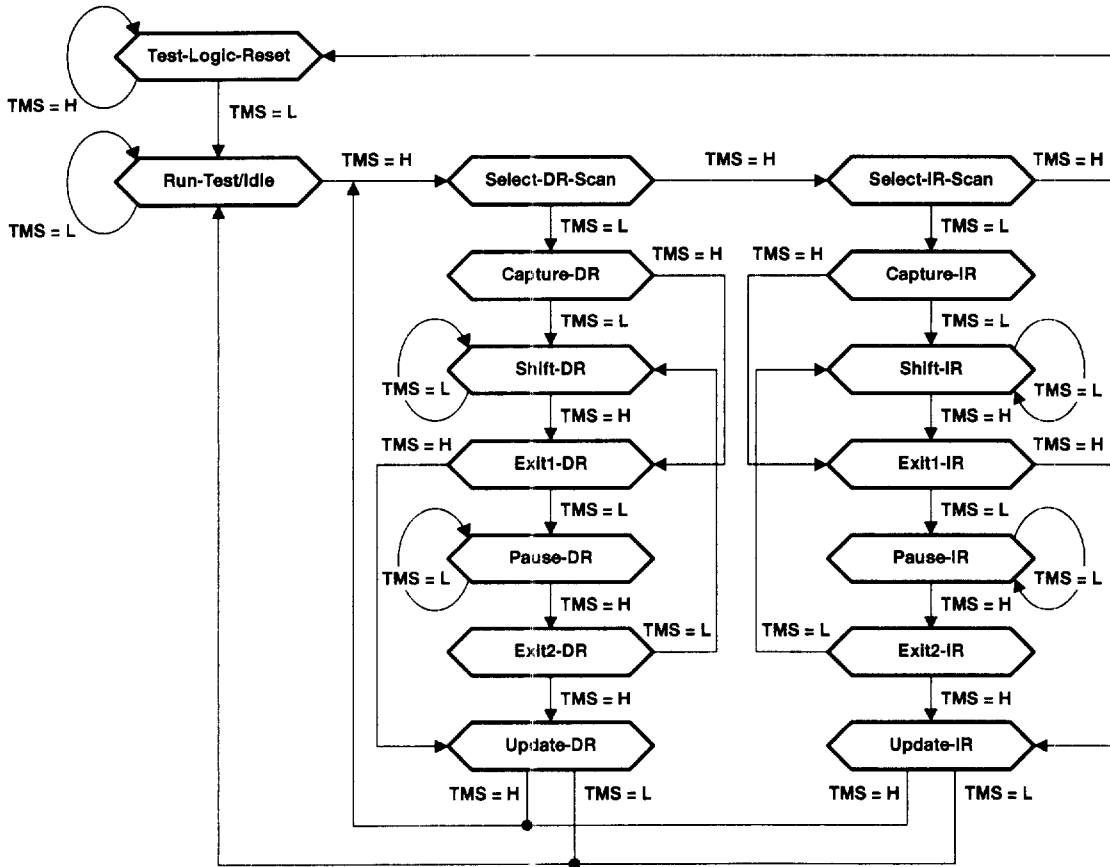 Test-Logic-Reset
TMS = H
TMS = L
TMS = H
TMS = H
TMS = H
Run-Test/Idle
Select-DR-Scan
Select-IR-Scan
TMS = L
TMS = L
TMS = L
TMS = H
TMS = H
Capture-DR
Capture-IR
TMS = L
TMS = L
Shift-DR
Shift-IR
TMS = L
TMS = L
TMS = H
TMS = H
TMS = H
TMS = H
Exit1-DR
Exit1-IR
TMS = L
TMS = L
Pause-DR
Pause-IR
TMS = L
TMS = L
TMS = H
TMS = H
Exit2-DR
TMS = L
TMS = L
Exit2-IR
TMS = H
TMS = H
Update-DR
Update-IR
TMS = H
TMS = L
TMS = H
TMS = L